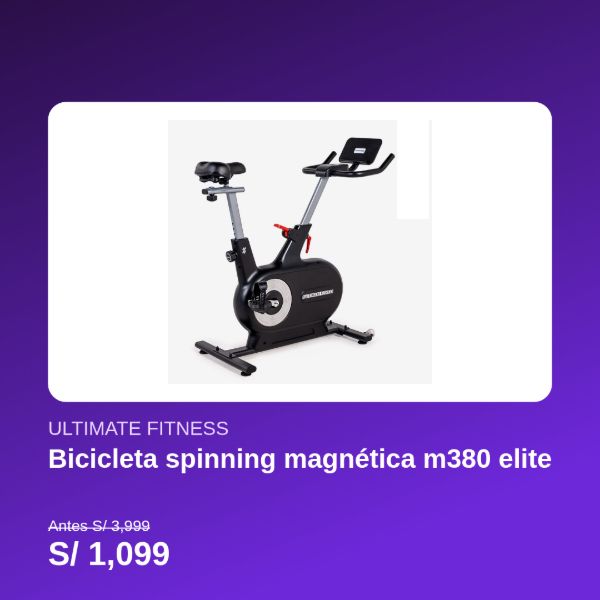 ULTIMATE FITNESS
Bicicleta spinning magnética m380 elite
Antes S/ 3,999
S/ 1,099